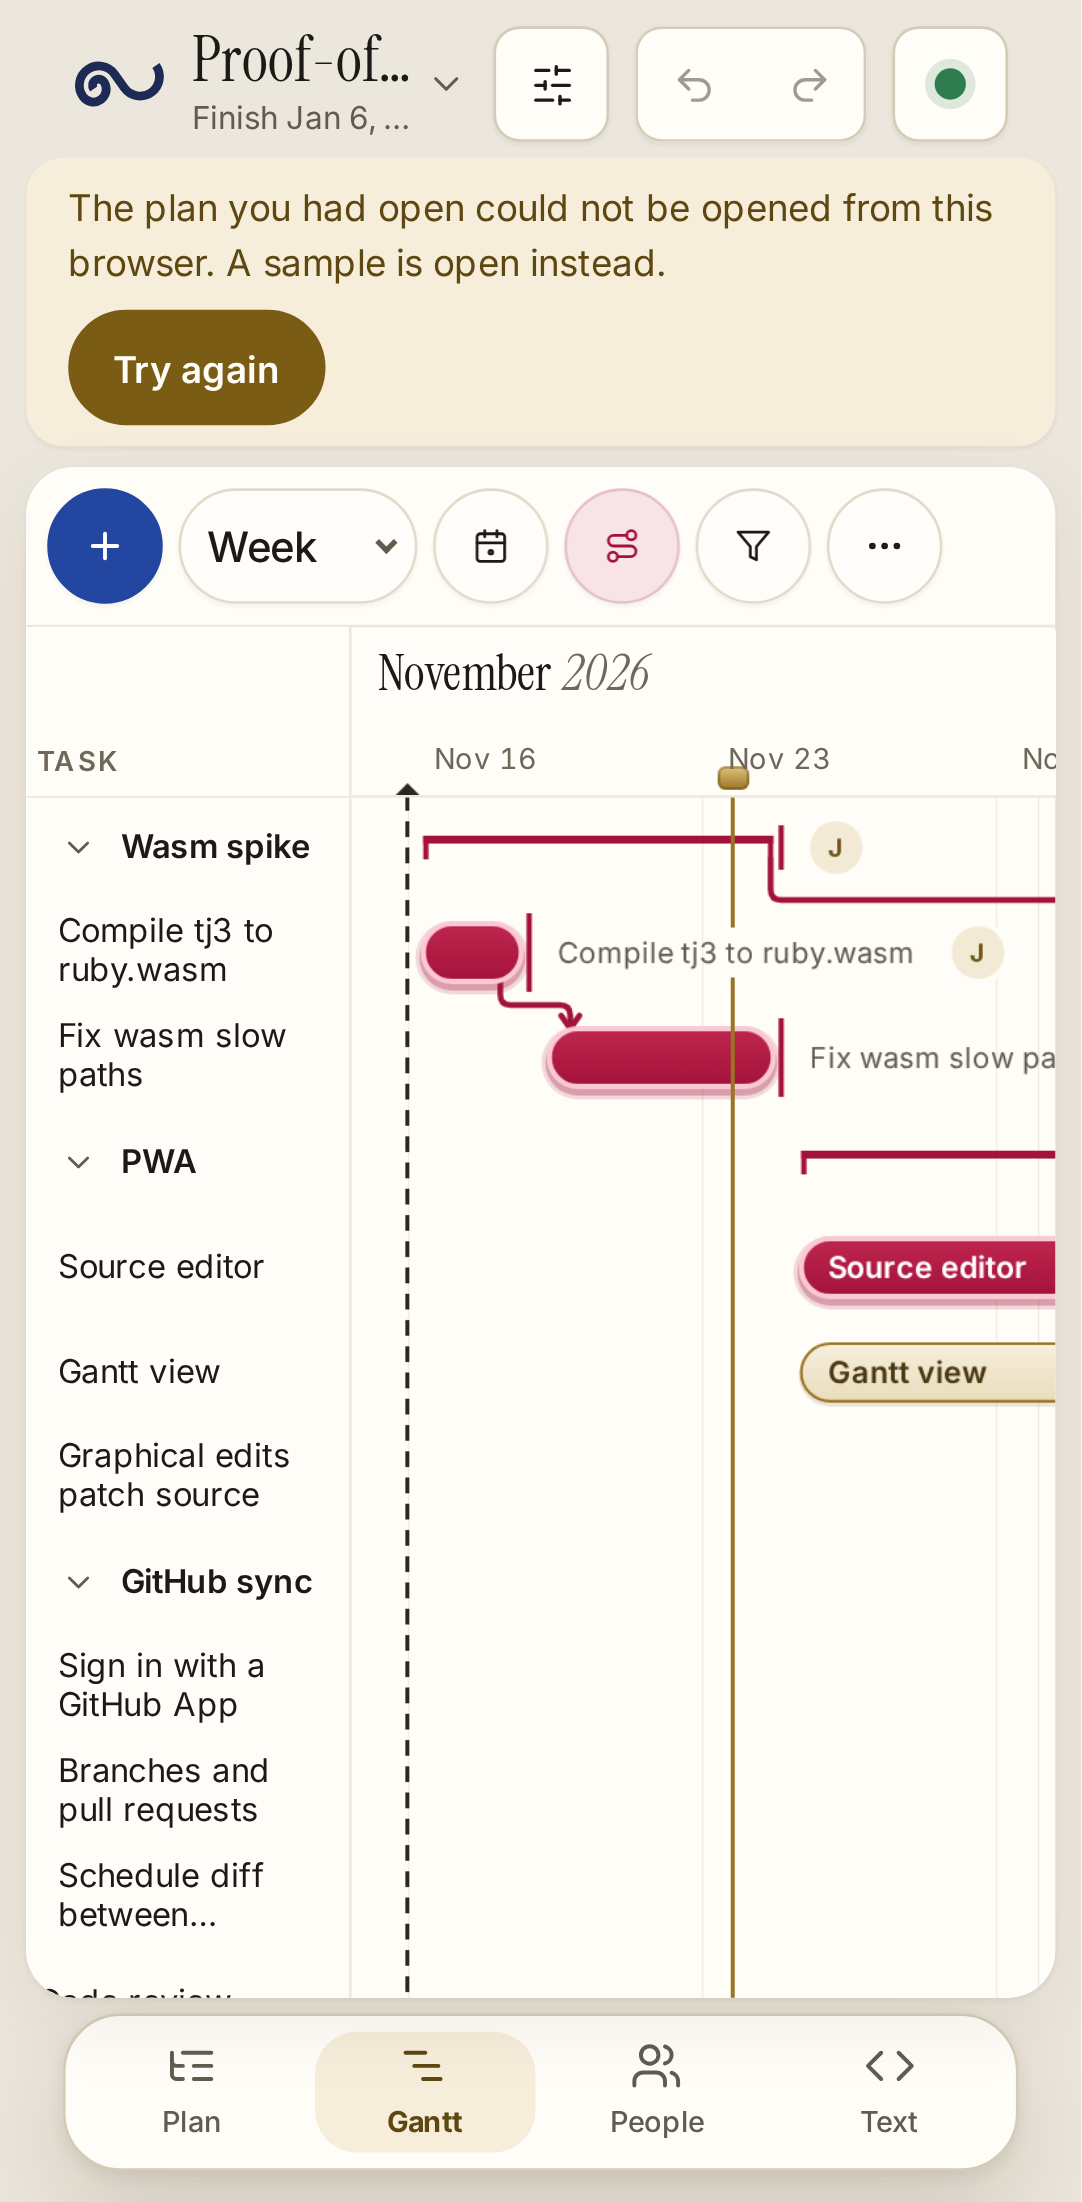 Proof-of...
Finish Jan 6, ...
The plan you had open could not be opened from this
browser. A sample is open instead.
Try again
Week
November 2026
TASK
Nov 16
Nov 23
Wasm spike
J
Compile tj3 to
ruby.wasm
Compile tj3 to ruby.wasm
J
Fix wasm slow
paths
Fix wasm slow pa
PWA
Source editor
Source editor
Gantt view
Gantt view
Graphical edits
patch source
GitHub sync
Sign in with a
GitHub App
Branches and
pull requests
Schedule diff
between...
Code review
Plan
Gantt
People
Text